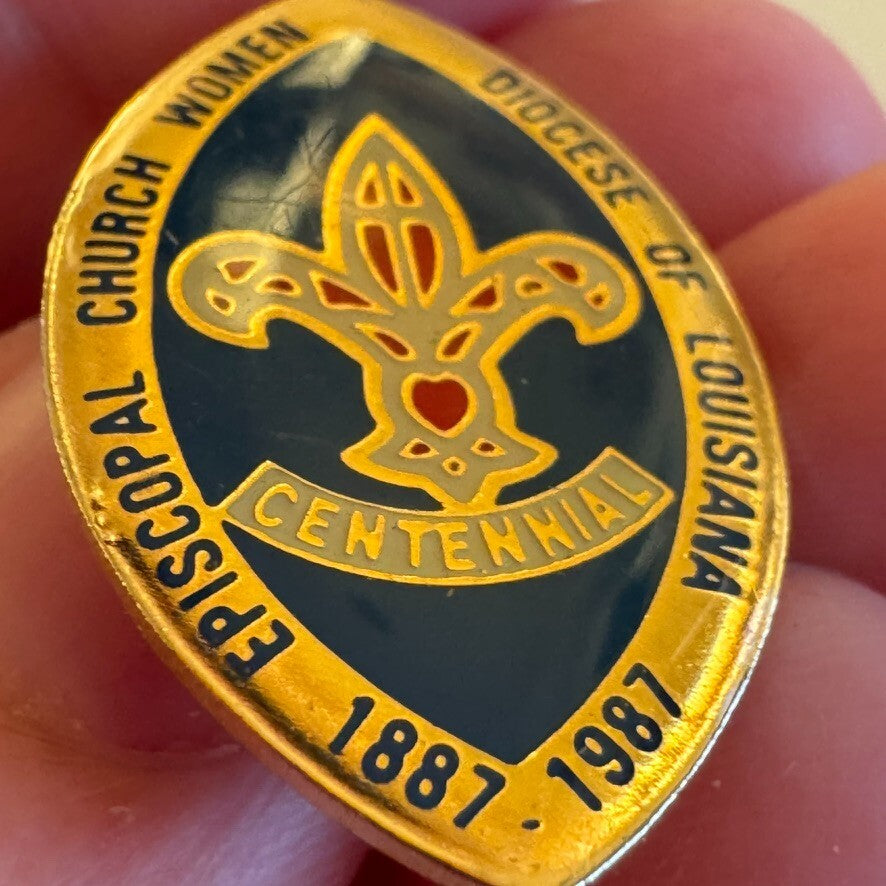 EPISCOPAL CHURCH WOMEN
DIOCESE OF LOUISIANA
CENTENNIAL
1887 · 1987